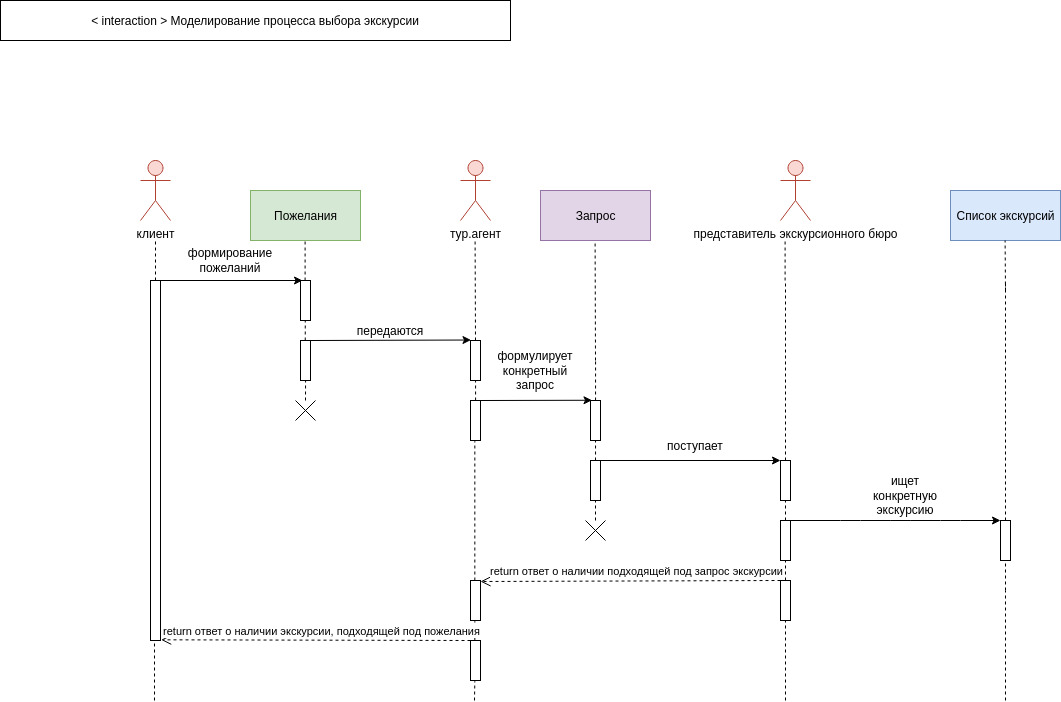 < interaction > Моделирование процесса выбора экскурсии
клиент
Пожелания
тур.агент
Запрос
представитель экскурсионного бюро
Список экскурсий
формирование
пожеланий
передаются
формулирует
конкретный
запрос
поступает
ищет
конкретную
экскурсию
return ответ о наличии подходящей под запрос экскурсии
return ответ о наличии экскурсии, подходящей под пожелания